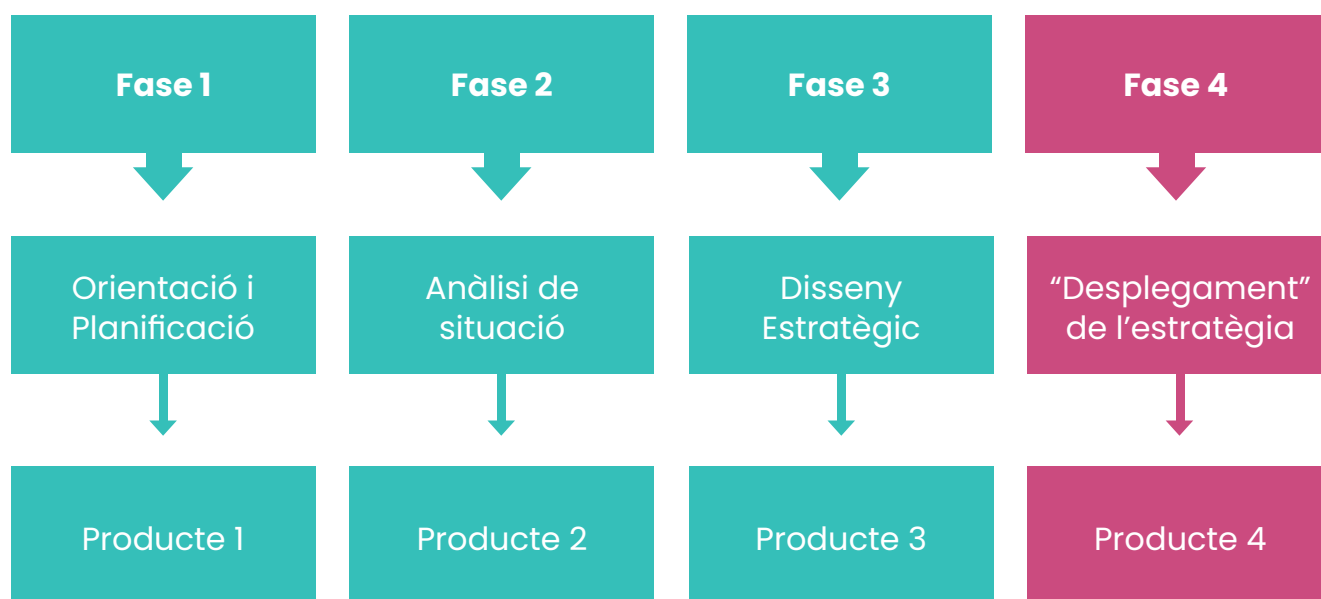 Fase 1
Fase 2
Fase 3
Fase 4
Orientació i
Planificació
Anàlisi de
situació
Disseny
Estratègic
“Desplegament”
de l’estratègia
Producte 1
Producte 2
Producte 3
Producte 4